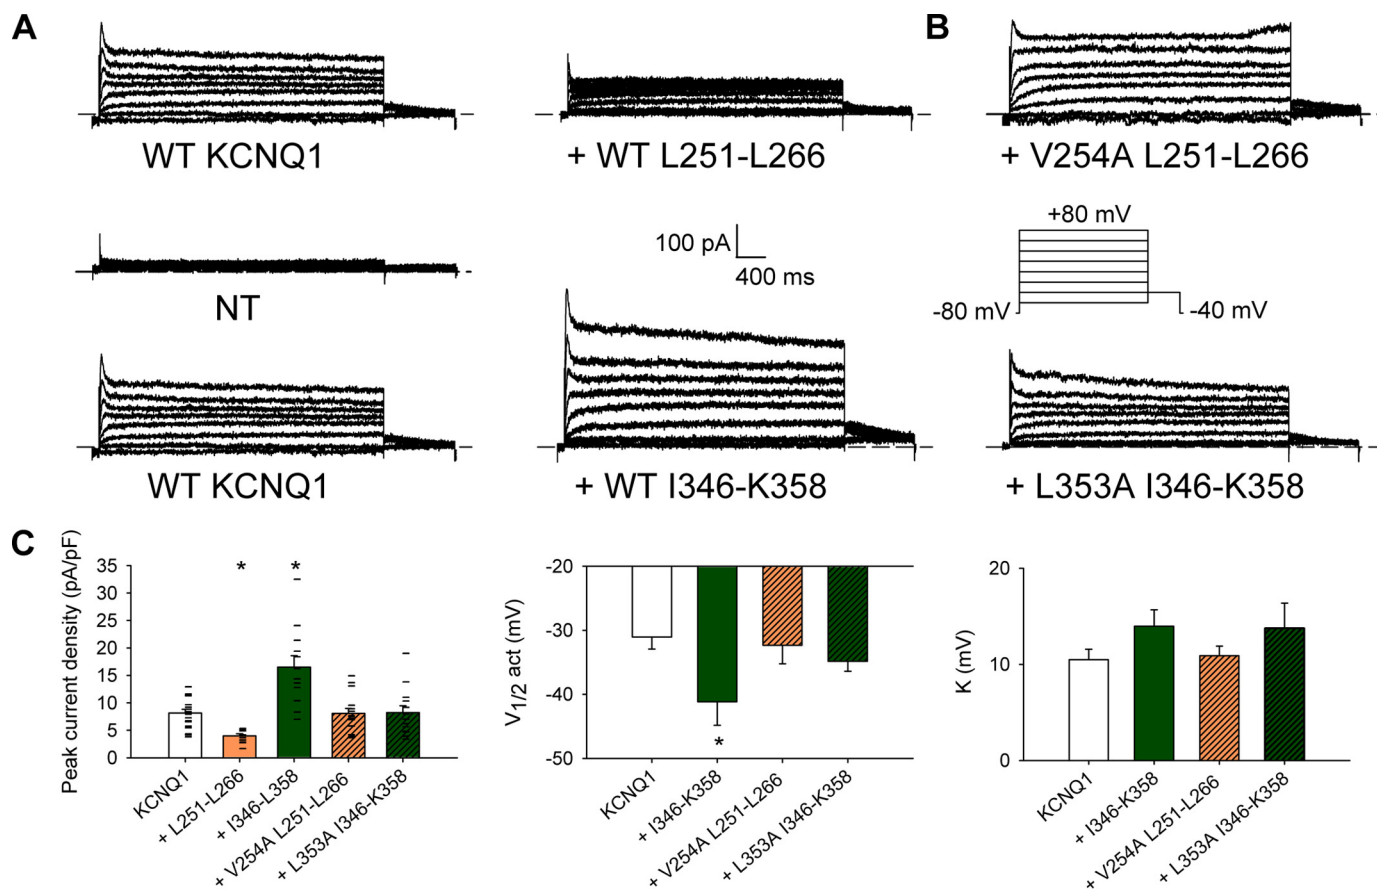 A
B
WT KCNQ1
+ WT L251-L266
+ V254A L251-L266
+80 mV
100 pA
400 ms
-80 mV
-40 mV
NT
WT KCNQ1
+ WT I346-K358
+ L353A I346-K358
C
Peak current density (pA/pF)
35
30
25
20
15
10
5
0
* *
KCNQ1
+ L251-L266
+ I346-L358
+ V254A L251-L266
+ L353A I346-K358
V1/2 act (mV)
-20
-30
-40
-50
*
KCNQ1
+ I346-K358
+ V254A L251-L266
+ L353A I346-K358
K (mV)
20
10
0
KCNQ1
+ I346-K358
+ V254A L251-L266
+ L353A I346-K358